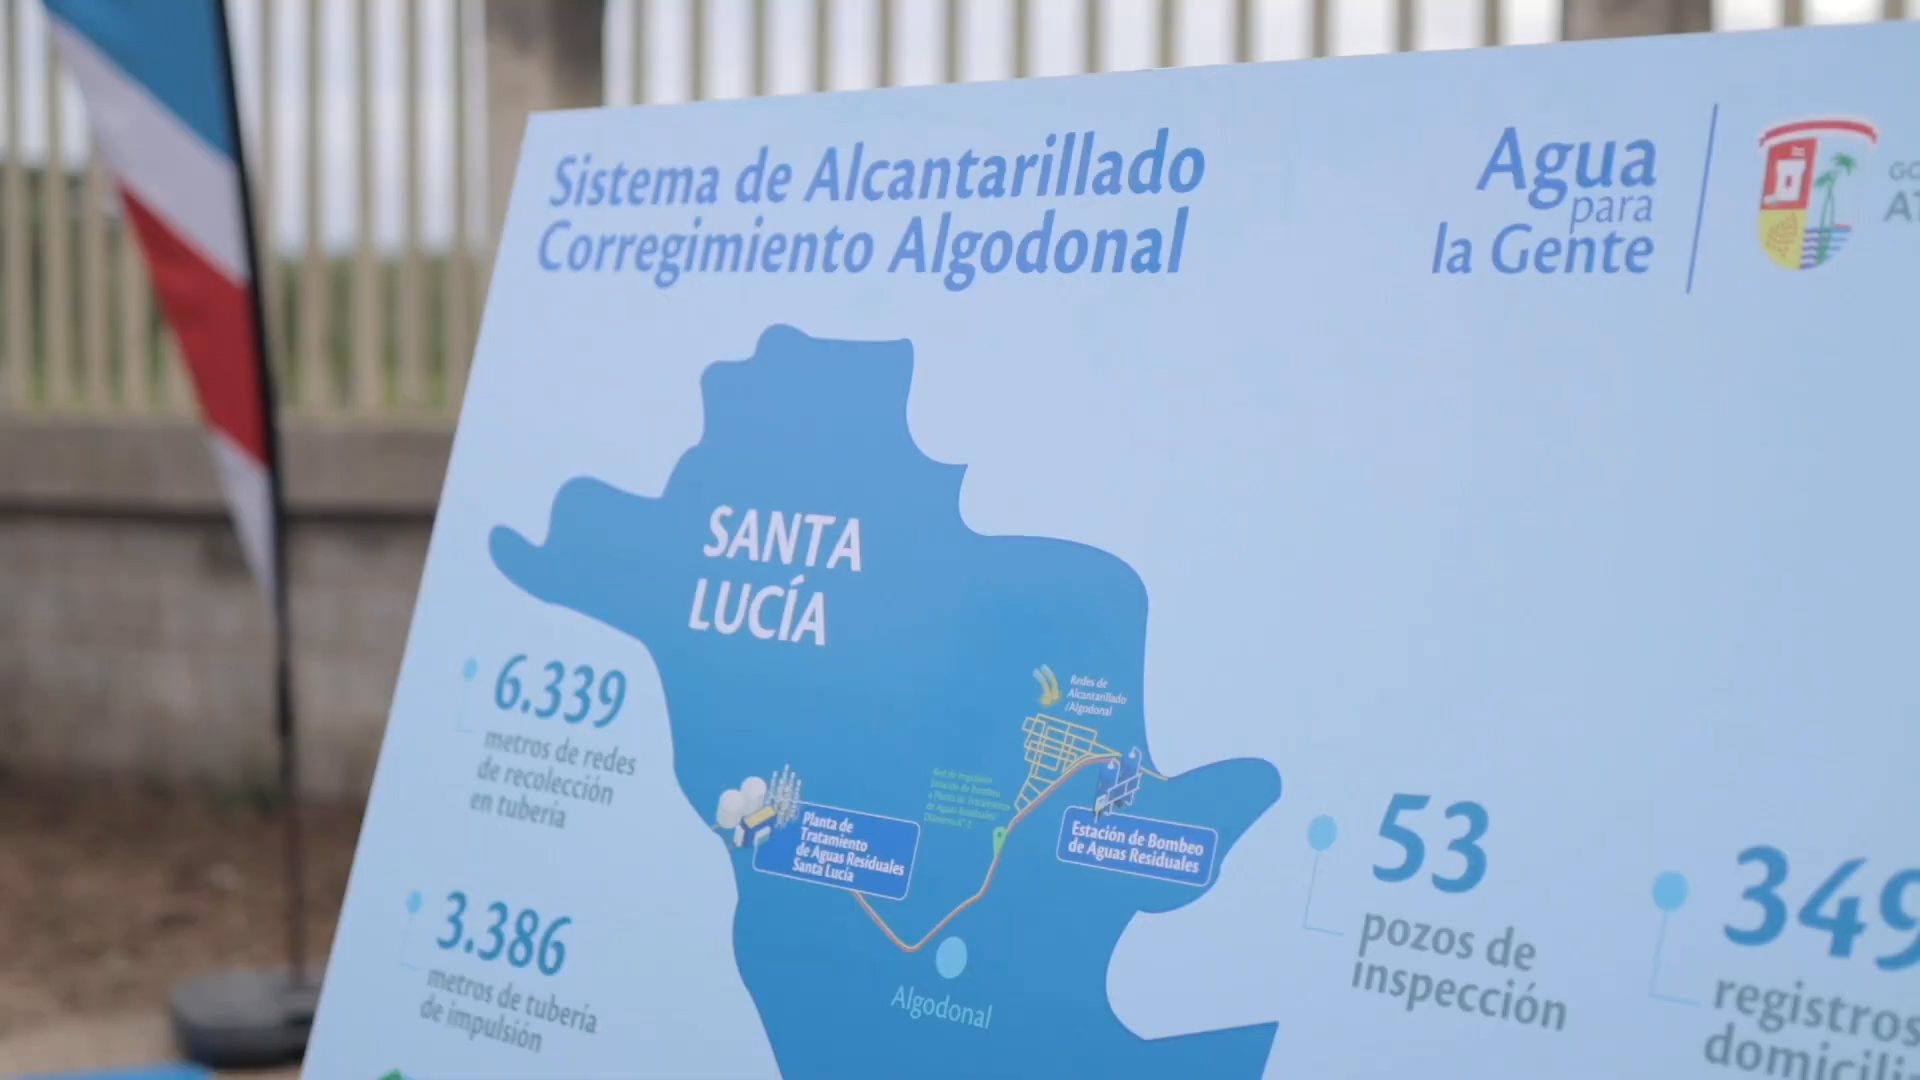 Sistema de Alcantarillado
Corregimiento Algodonal
Agua
para
la Gente
SANTA
LUCÍA
6.339
metros de redes
de recolección
en tubería
3.386
metros de tubería
de impulsión
Redes de
Alcantarillado
/Algodonal
Planta de
Tratamiento
de Aguas Residuales
Santa Lucía
Estación de Bombeo
de Aguas Residuales
Algodonal
53
pozos de
inspección
349
registros